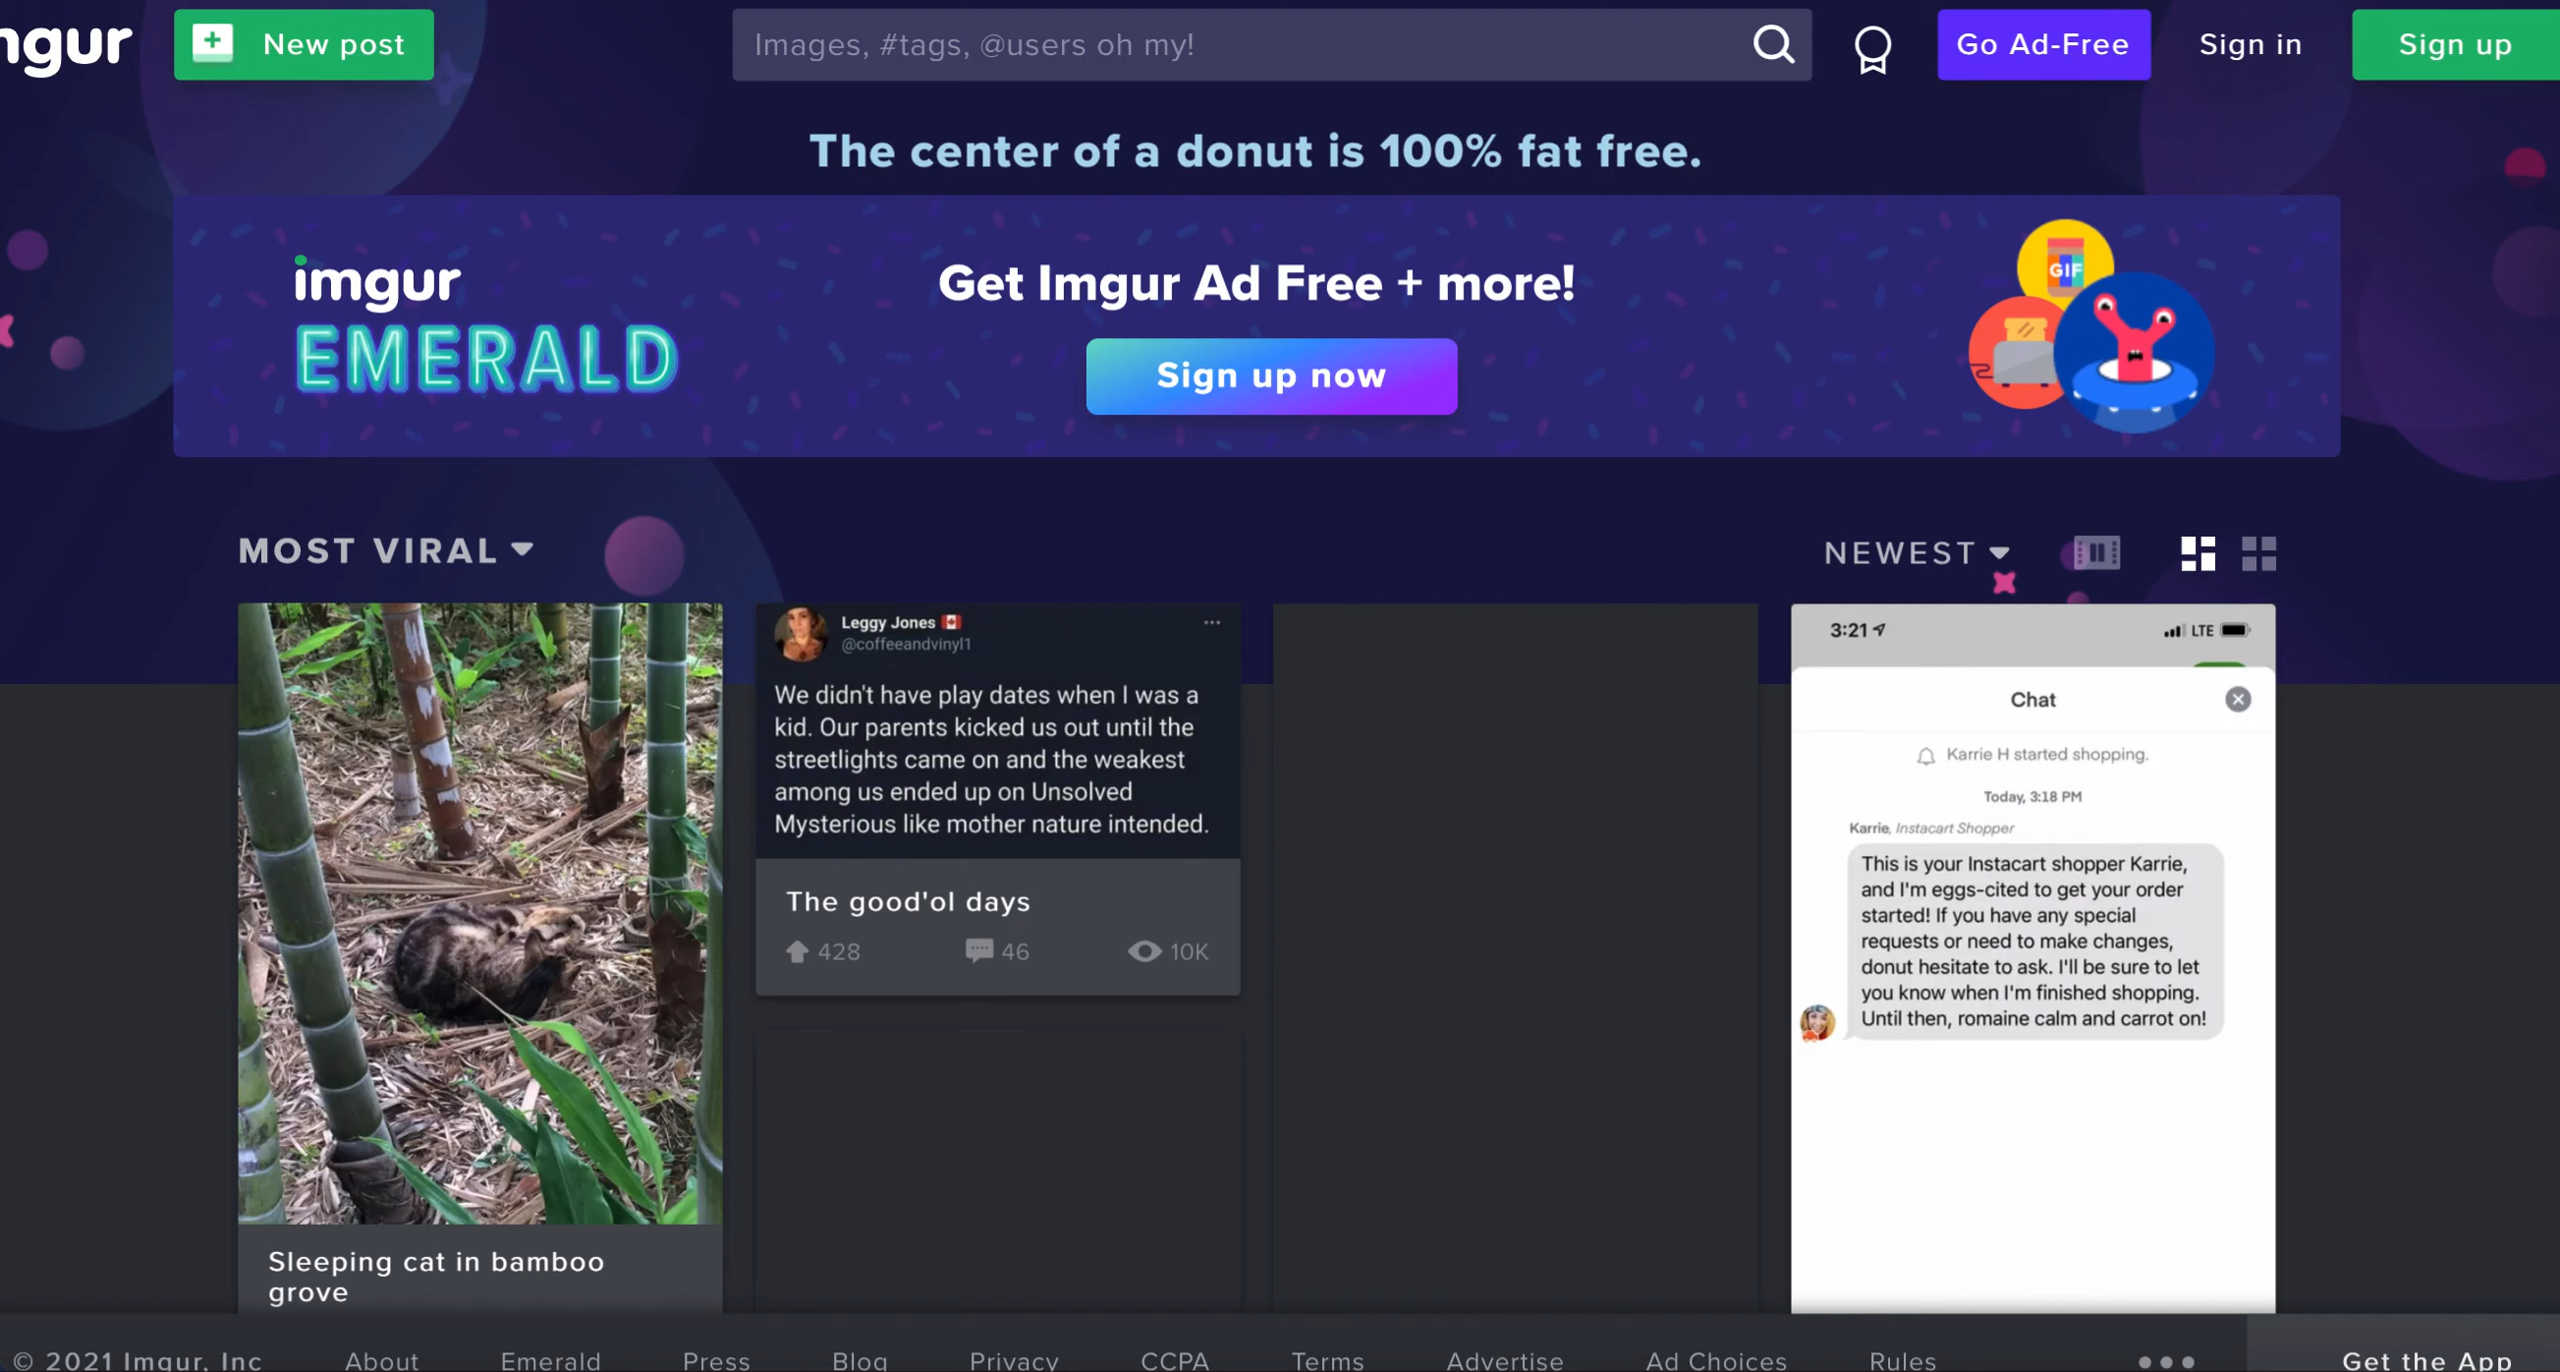 imgur
New post
Images, #tags, @users oh my!
Go Ad-Free
Sign in
Sign up
The center of a donut is 100% fat free.
imgur
EMERALD
Get Imgur Ad Free + more!
Sign up now
GIF
MOST VIRAL
NEWEST
Leggy Jones
@coffeeandvinyl1
We didn't have play dates when I was a
kid. Our parents kicked us out until the
streetlights came on and the weakest
among us ended up on Unsolved
Mysterious like mother nature intended.
The good'ol days
428
46
10K
3:21
LTE
Chat
Karrie H started shopping.
Today, 3:18 PM
Karrie, Instacart Shopper
This is your Instacart shopper Karrie,
and I'm eggs-cited to get your order
started! If you have any special
requests or need to make changes,
donut hesitate to ask. I'll be sure to let
you know when I'm finished shopping.
Until then, romaine calm and carrot on!
Sleeping cat in bamboo
grove
© 2021 Imgur, Inc
About
Emerald
Press
Blog
Privacy
CCPA
Terms
Advertise
Ad Choices
Rules
Get the App